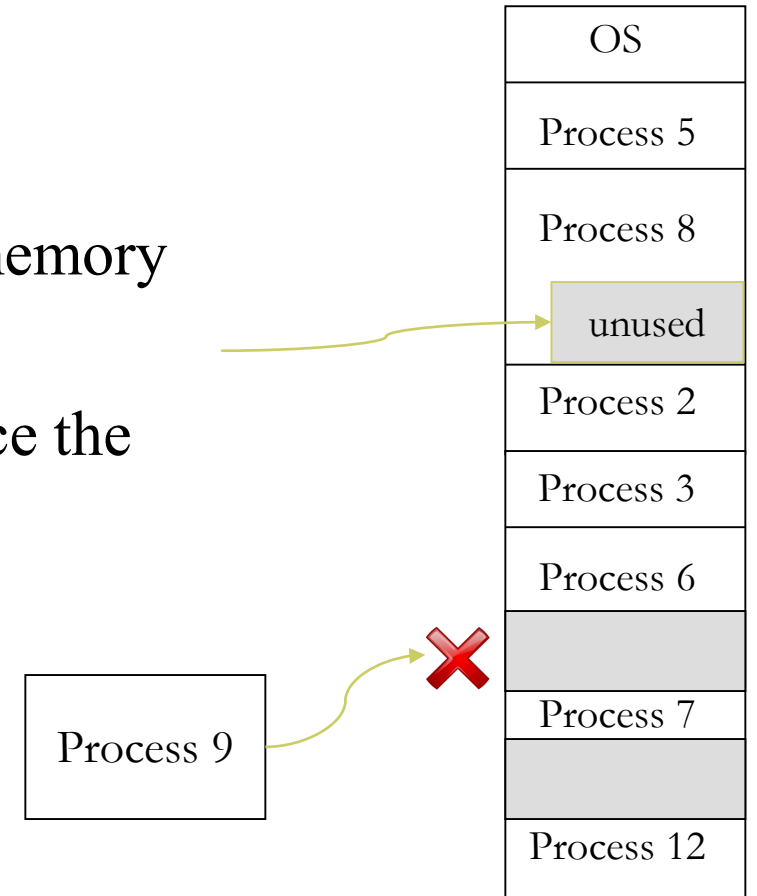 nemory
ce the
Process 9
OS
Process 5
Process 8
unused
Process 2
Process 3
Process 6
Process 7
Process 12